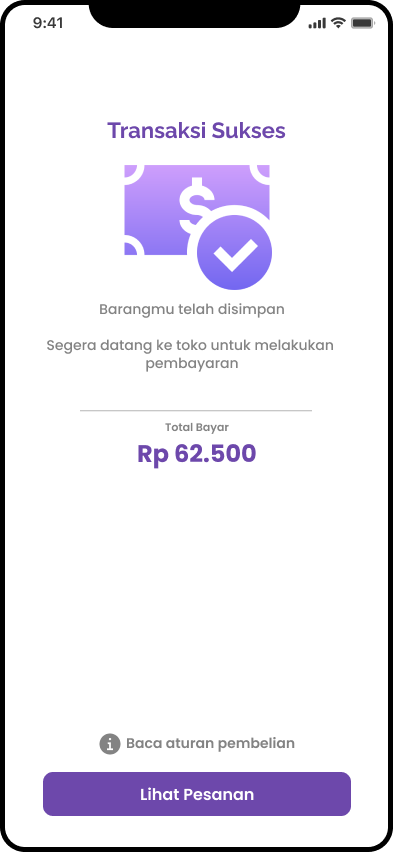 9:41
Transaksi Sukses
$
Barangmu telah disimpan
Segera datang ke toko untuk melakukan
pembayaran
Total Bayar
Rp 62.500
i Baca aturan pembelian
Lihat Pesanan